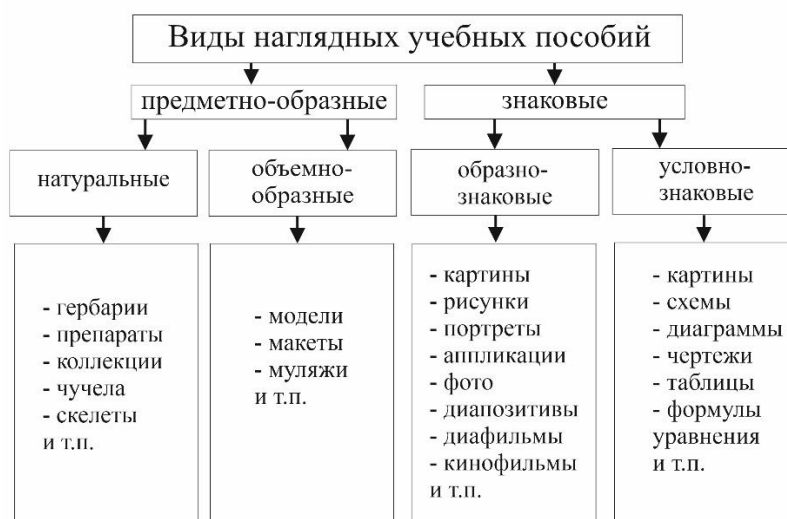 Виды наглядных учебных пособий
предметно-образные
знаковые
натуральные
объемно-
образные
образно-
знаковые
условно-
знаковые
- гербарии
- препараты
- коллекции
- чучела
- скелеты
и т.п.
- модели
- макеты
- муляжи
и т.п.
- картины
- рисунки
- портреты
- аппликации
- фото
- диапозитивы
- диафильмы
- кинофильмы
и т.п.
- картины
- схемы
- диаграммы
- чертежи
- таблицы
- формулы
уравнения
и т.п.